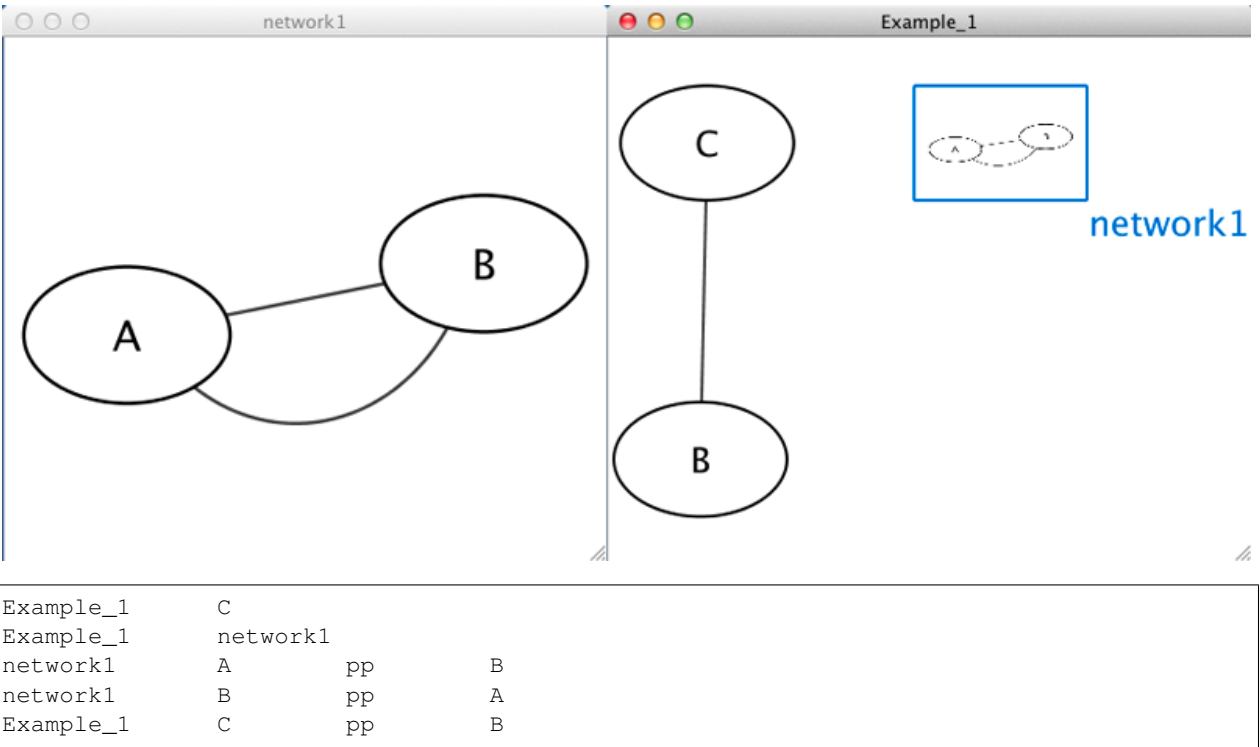 network1
Example_1
A
B
C
B
A
network1
Example_1 C
Example_1 network1
network1 A pp B
network1 B pp A
Example_1 C pp B